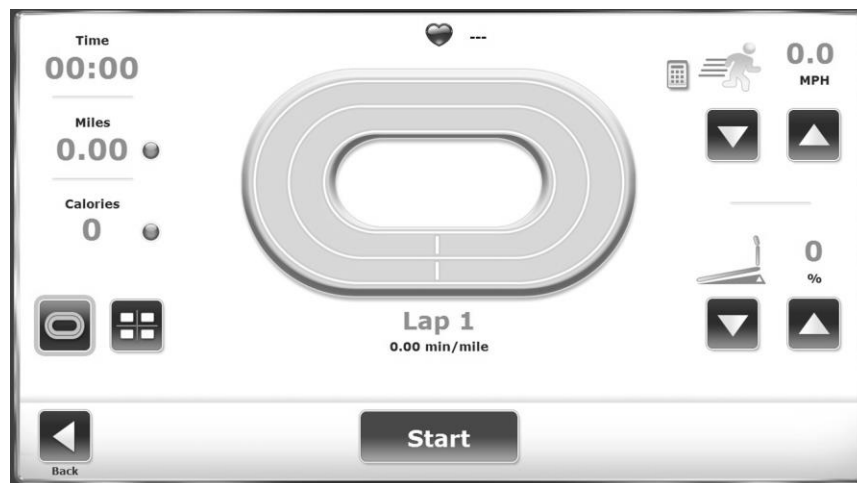 Time
00:00
Miles
0.00
Calories
0
---
Lap 1
0.00 min/mile
0.0
MPH
0
%
Start
Back